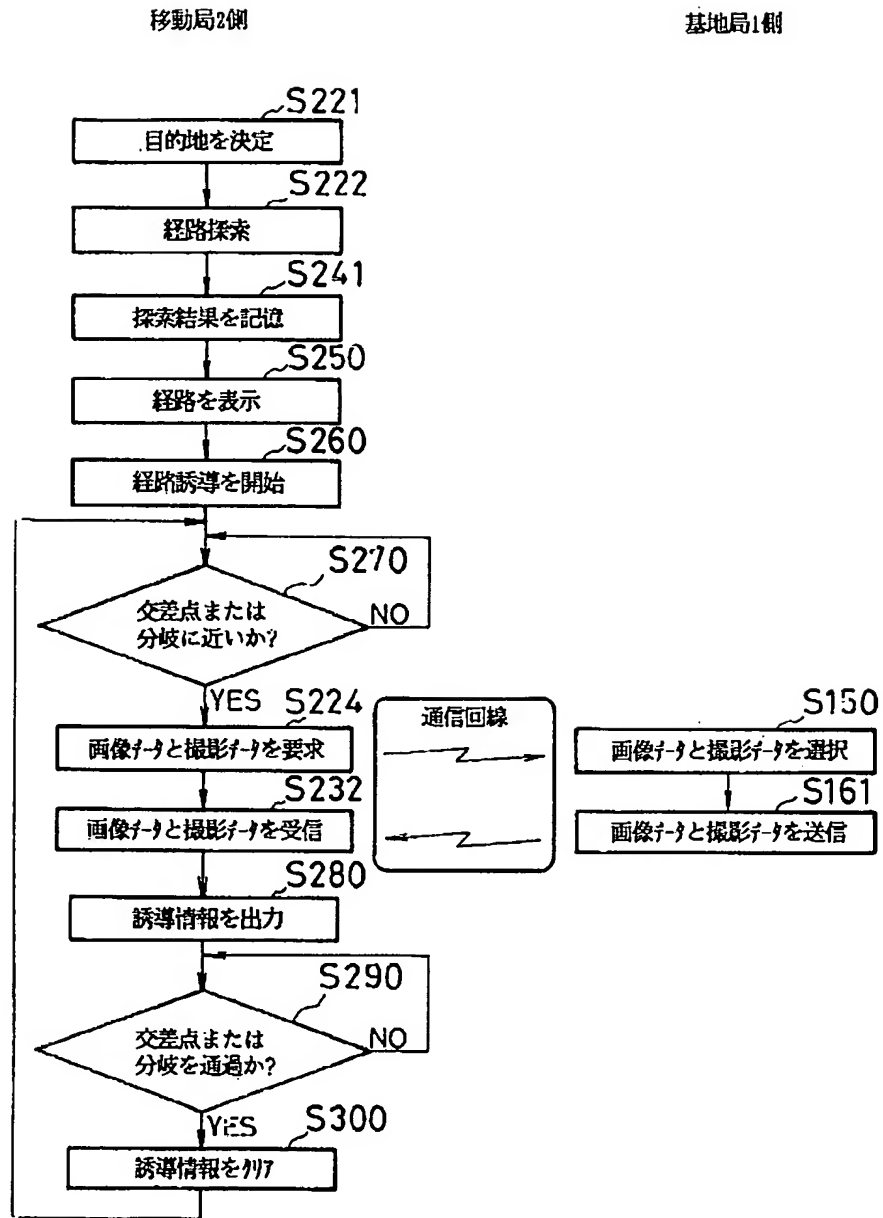 移動局2側
基地局1側
S221
目的地を決定
S222
経路探索
S241
探索結果を記憶
S250
経路を表示
S260
経路誘導を開始
S270
交差点または
分岐に近いか?
NO
YES
S224
画像データと撮影データを要求
通信回線
S150
画像データと撮影データを選択
S232
画像データと撮影データを受信
S161
画像データと撮影データを送信
S280
誘導情報を出力
S290
交差点または
分岐を通過か?
NO
YES
S300
誘導情報をクリア